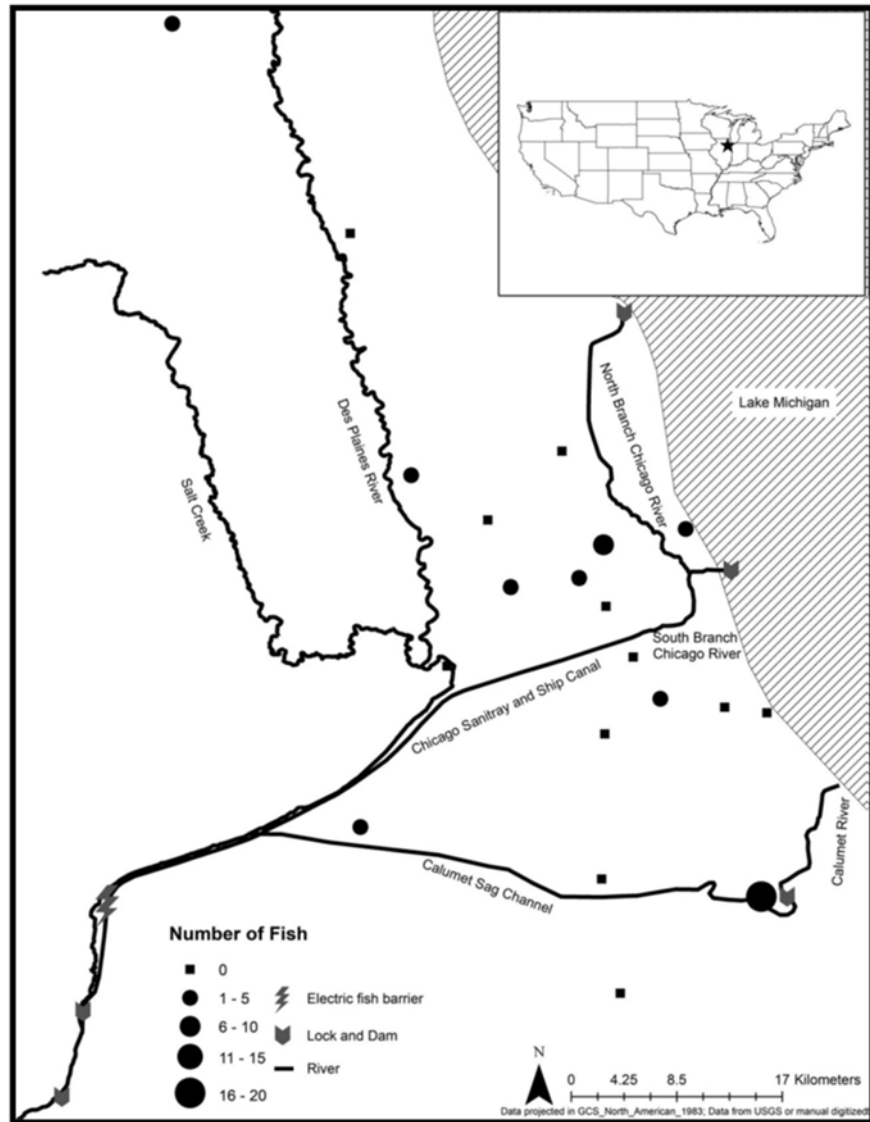 Lake Michigan
North Branch Chicago River
Des Plaines River
Salt Creek
South Branch
Chicago River
Chicago Sanitray and Ship Canal
Calumet River
Calumet Sag Channel
Number of Fish
0
1 - 5
Electric fish barrier
6 - 10
Lock and Dam
11 - 15
River
16 - 20
N
0 4.25 8.5 17 Kilometers
Data projected in GCS_North_American_1983; Data from USGS or manual digitized